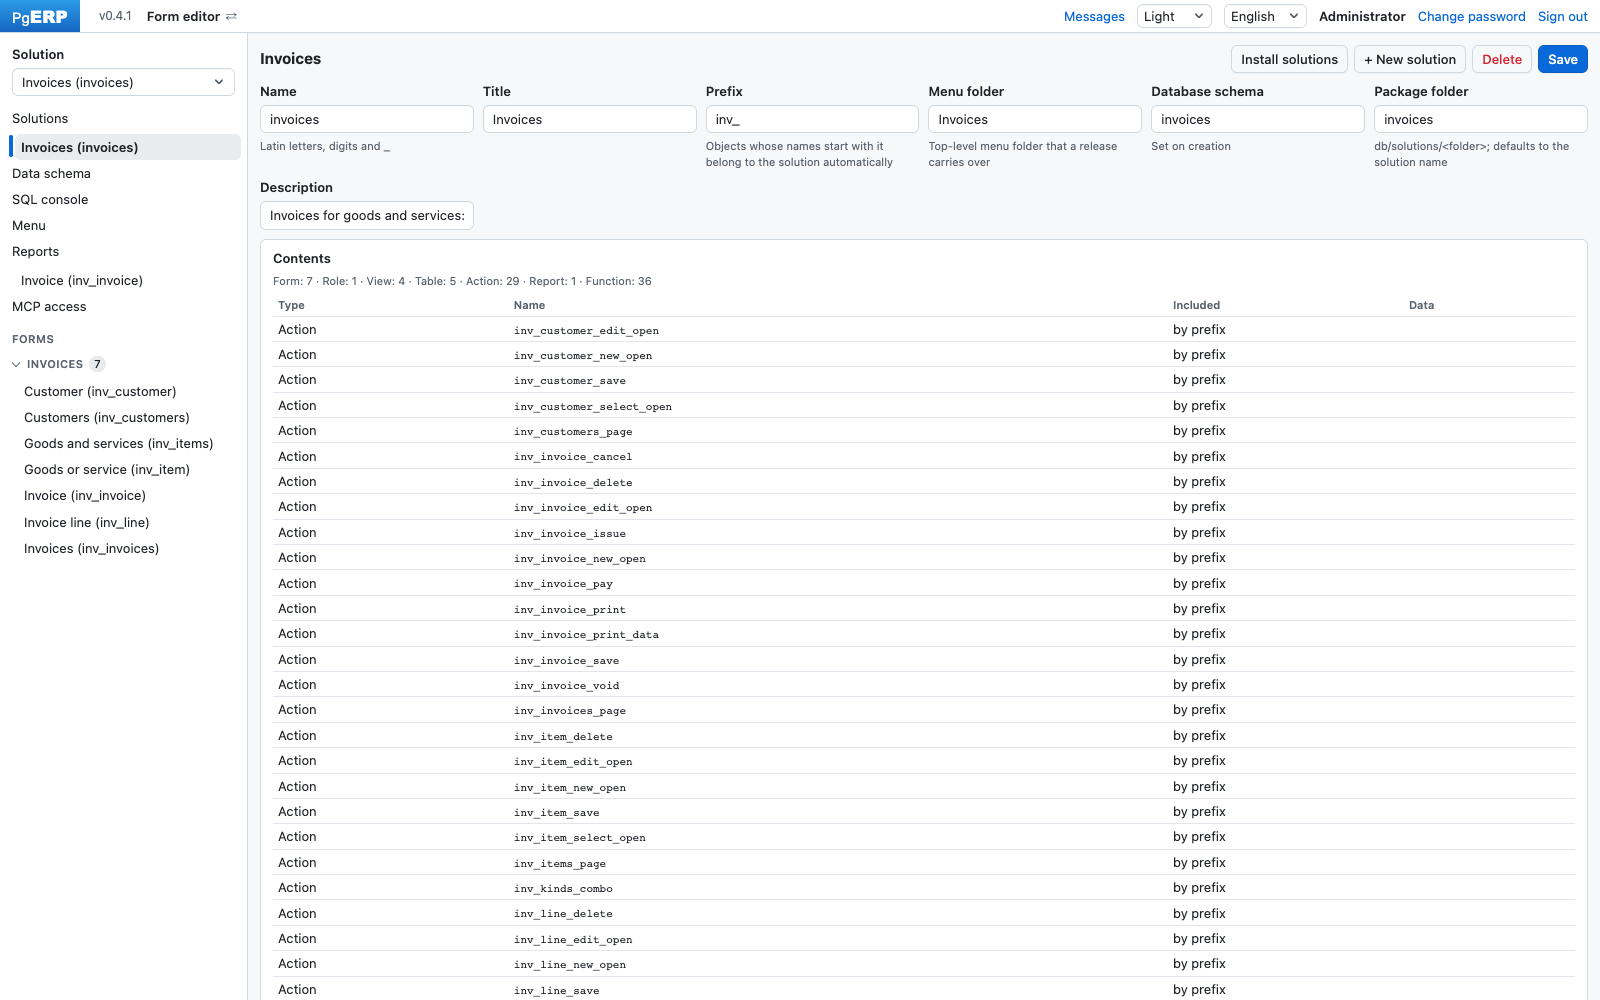 PgERP v0.4.1 Form editor ⇄ Messages Light English Administrator Change password Sign out
Solution
Invoices (invoices)
Solutions
Invoices (invoices)
Data schema
SQL console
Menu
Reports
Invoice (inv_invoice)
MCP access
FORMS
INVOICES 7
Customer (inv_customer)
Customers (inv_customers)
Goods and services (inv_items)
Goods or service (inv_item)
Invoice (inv_invoice)
Invoice line (inv_line)
Invoices (inv_invoices)
Invoices Install solutions + New solution Delete Save
Name Title Prefix Menu folder Database schema Package folder
invoices Invoices inv_ Invoices invoices invoices
Latin letters, digits and _ Objects whose names start with it Top-level menu folder that a release Set on creation db/solutions/<folder>; defaults to the
belong to the solution automatically carries over solution name
Description
Invoices for goods and services:
Contents
Form: 7 · Role: 1 · View: 4 · Table: 5 · Action: 29 · Report: 1 · Function: 36
Type Name Included Data
Action inv_customer_edit_open by prefix
Action inv_customer_new_open by prefix
Action inv_customer_save by prefix
Action inv_customer_select_open by prefix
Action inv_customers_page by prefix
Action inv_invoice_cancel by prefix
Action inv_invoice_delete by prefix
Action inv_invoice_edit_open by prefix
Action inv_invoice_issue by prefix
Action inv_invoice_new_open by prefix
Action inv_invoice_pay by prefix
Action inv_invoice_print by prefix
Action inv_invoice_print_data by prefix
Action inv_invoice_save by prefix
Action inv_invoice_void by prefix
Action inv_invoices_page by prefix
Action inv_item_delete by prefix
Action inv_item_edit_open by prefix
Action inv_item_new_open by prefix
Action inv_item_save by prefix
Action inv_item_select_open by prefix
Action inv_items_page by prefix
Action inv_kinds_combo by prefix
Action inv_line_delete by prefix
Action inv_line_edit_open by prefix
Action inv_line_new_open by prefix
Action inv_line_save by prefix